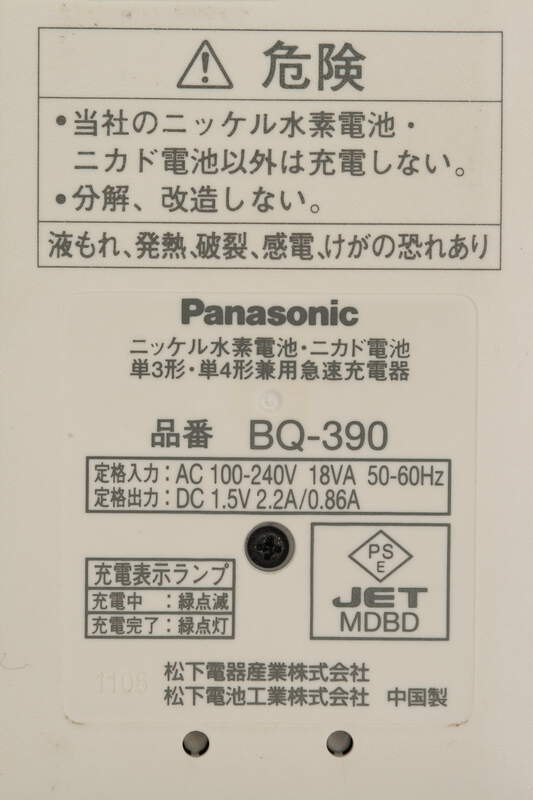 危険
•当社のニッケル水素電池・
ニカド電池以外は充電しない。
•分解、改造しない。
液もれ、発熱、破裂、感電、けがの恐れあり
Panasonic
ニッケル水素電池・ニカド電池
単3形・単4形兼用急速充電器
品番 BQ-390
定格入力：AC 100-240V 18VA 50-60Hz
定格出力：DC 1.5V 2.2A/0.86A
充電表示ランプ
充電中 ：緑点滅
充電完了：緑点灯
PS
E
JET
MDBD
松下電器産業株式会社
松下電池工業株式会社 中国製